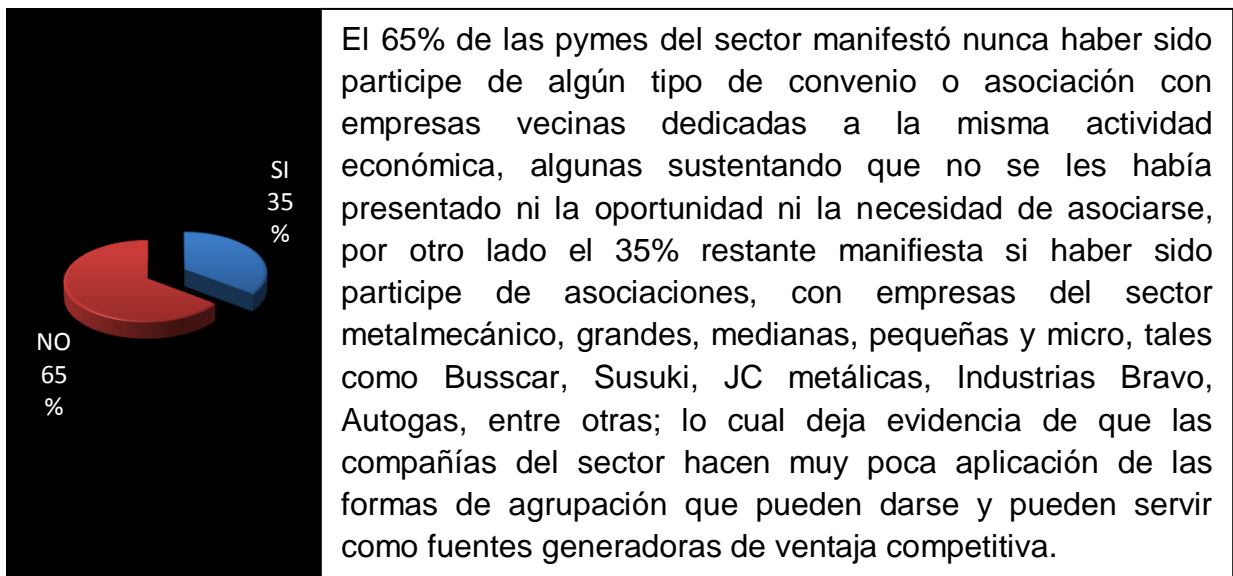 SI
35
%
NO
65
%
El 65% de las pymes del sector manifestó nunca haber sido
participe de algún tipo de convenio o asociación con
empresas vecinas dedicadas a la misma actividad
económica, algunas sustentando que no se les había
presentado ni la oportunidad ni la necesidad de asociarse,
por otro lado el 35% restante manifiesta si haber sido
participe de asociaciones, con empresas del sector
metalmecánico, grandes, medianas, pequeñas y micro, tales
como Busscar, Susuki, JC metálicas, Industrias Bravo,
Autogas, entre otras; lo cual deja evidencia de que las
compañías del sector hacen muy poca aplicación de las
formas de agrupación que pueden darse y pueden servir
como fuentes generadoras de ventaja competitiva.